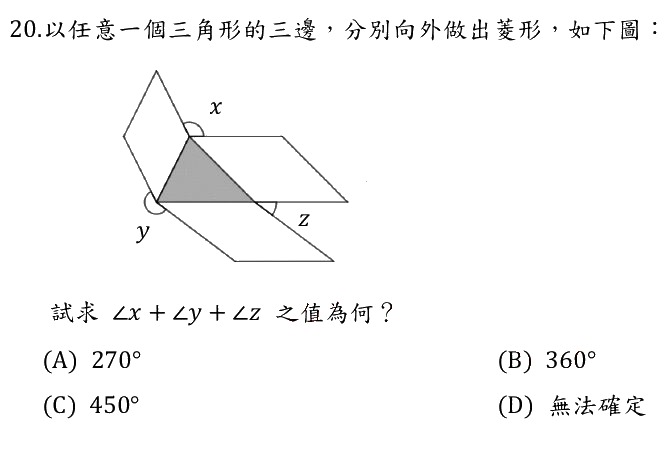 20.以任意一個三角形的三邊，分別向外做出菱形，如下圖：
x
y
z
試求 ∠x + ∠y + ∠z 之值為何？
(A) 270° (B) 360°
(C) 450° (D) 無法確定